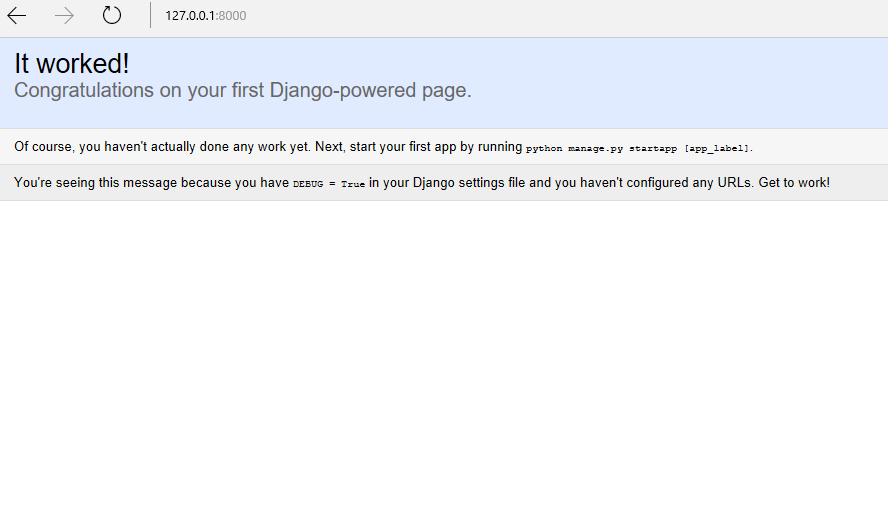 127.0.0.1:8000
It worked!
Congratulations on your first Django-powered page.
Of course, you haven't actually done any work yet. Next, start your first app by running python manage.py startapp [app_label].
You're seeing this message because you have DEBUG = True in your Django settings file and you haven't configured any URLs. Get to work!